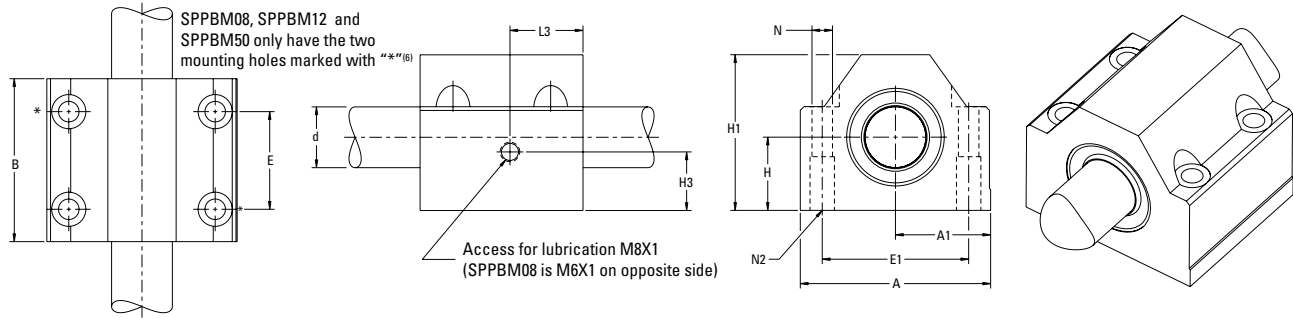 SPPBM08, SPPBM12 and
SPPBM50 only have the two
mounting holes marked with “*”(6)
*
*
B
E
L3
d
H3
Access for lubrication M8X1
(SPPBM08 is M6X1 on opposite side)
N
H1
H
N2
A1
E1
A